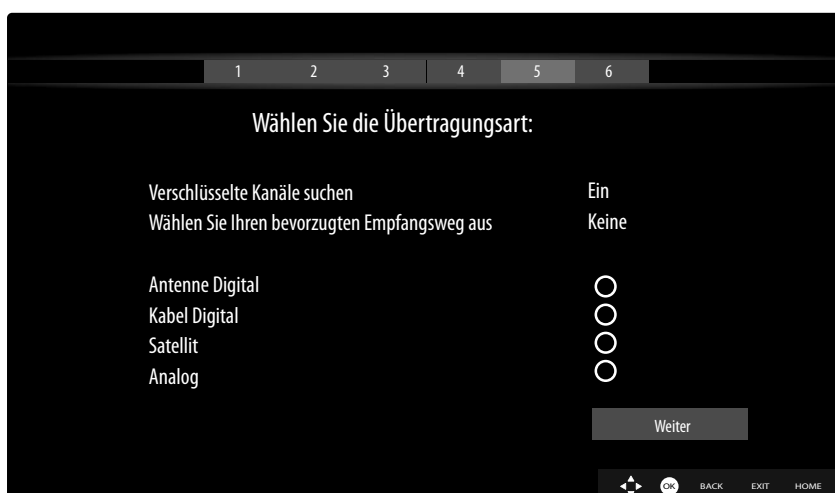 1 2 3 4 5 6
Wählen Sie die Übertragungsart:
Verschlüsselte Kanäle suchen Ein
Wählen Sie Ihren bevorzugten Empfangsweg aus Keine
Antenne Digital
Kabel Digital
Satellit
Analog
Weiter
OK BACK EXIT HOME